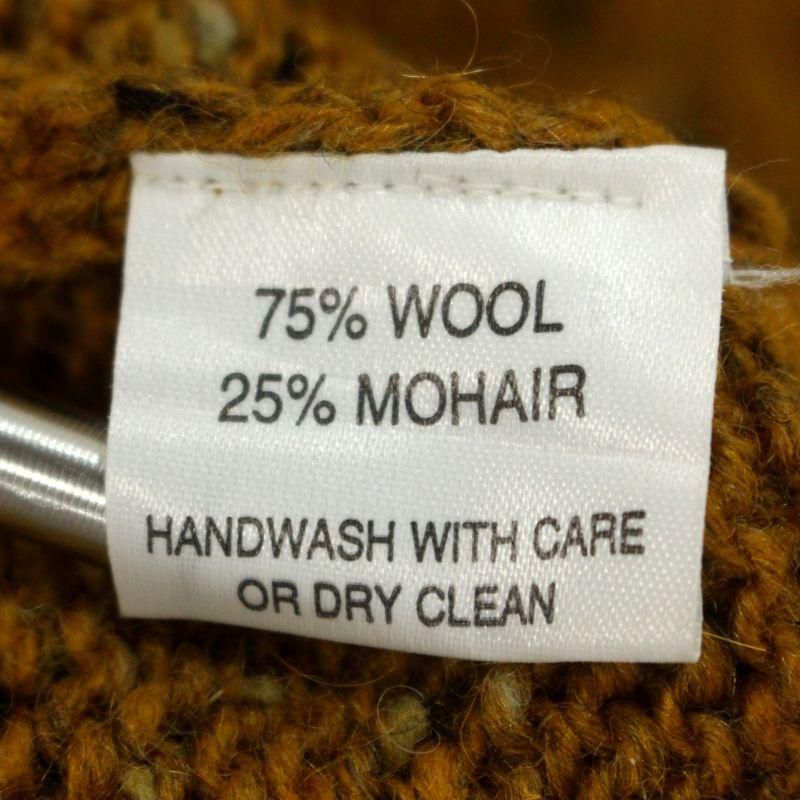 75% WOOL
25% MOHAIR
HANDWASH WITH CARE
OR DRY CLEAN